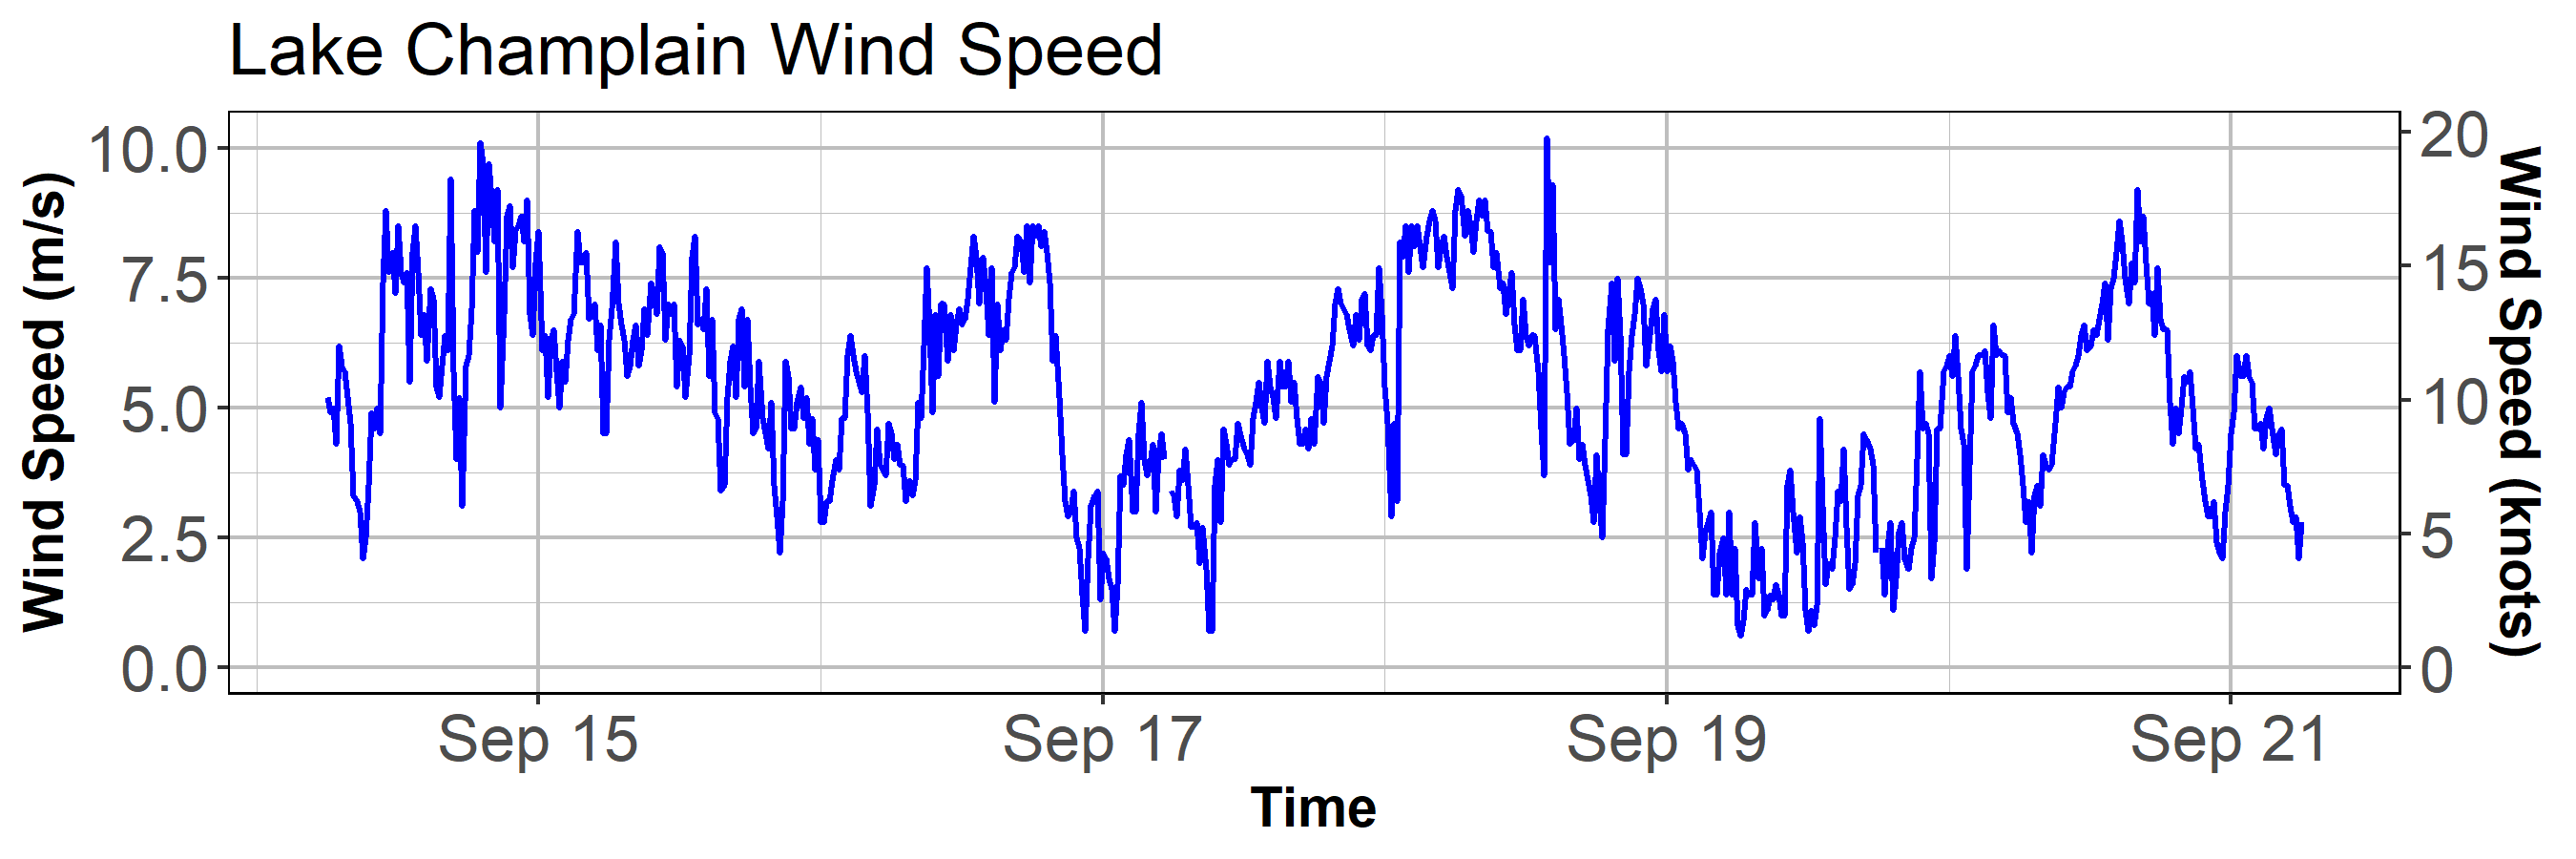 Lake Champlain Wind Speed
Wind Speed (m/s)
10.0
7.5
5.0
2.5
0.0
20
15
10
5
0
Wind Speed (knots)
Sep 15
Sep 17
Sep 19
Sep 21
Time